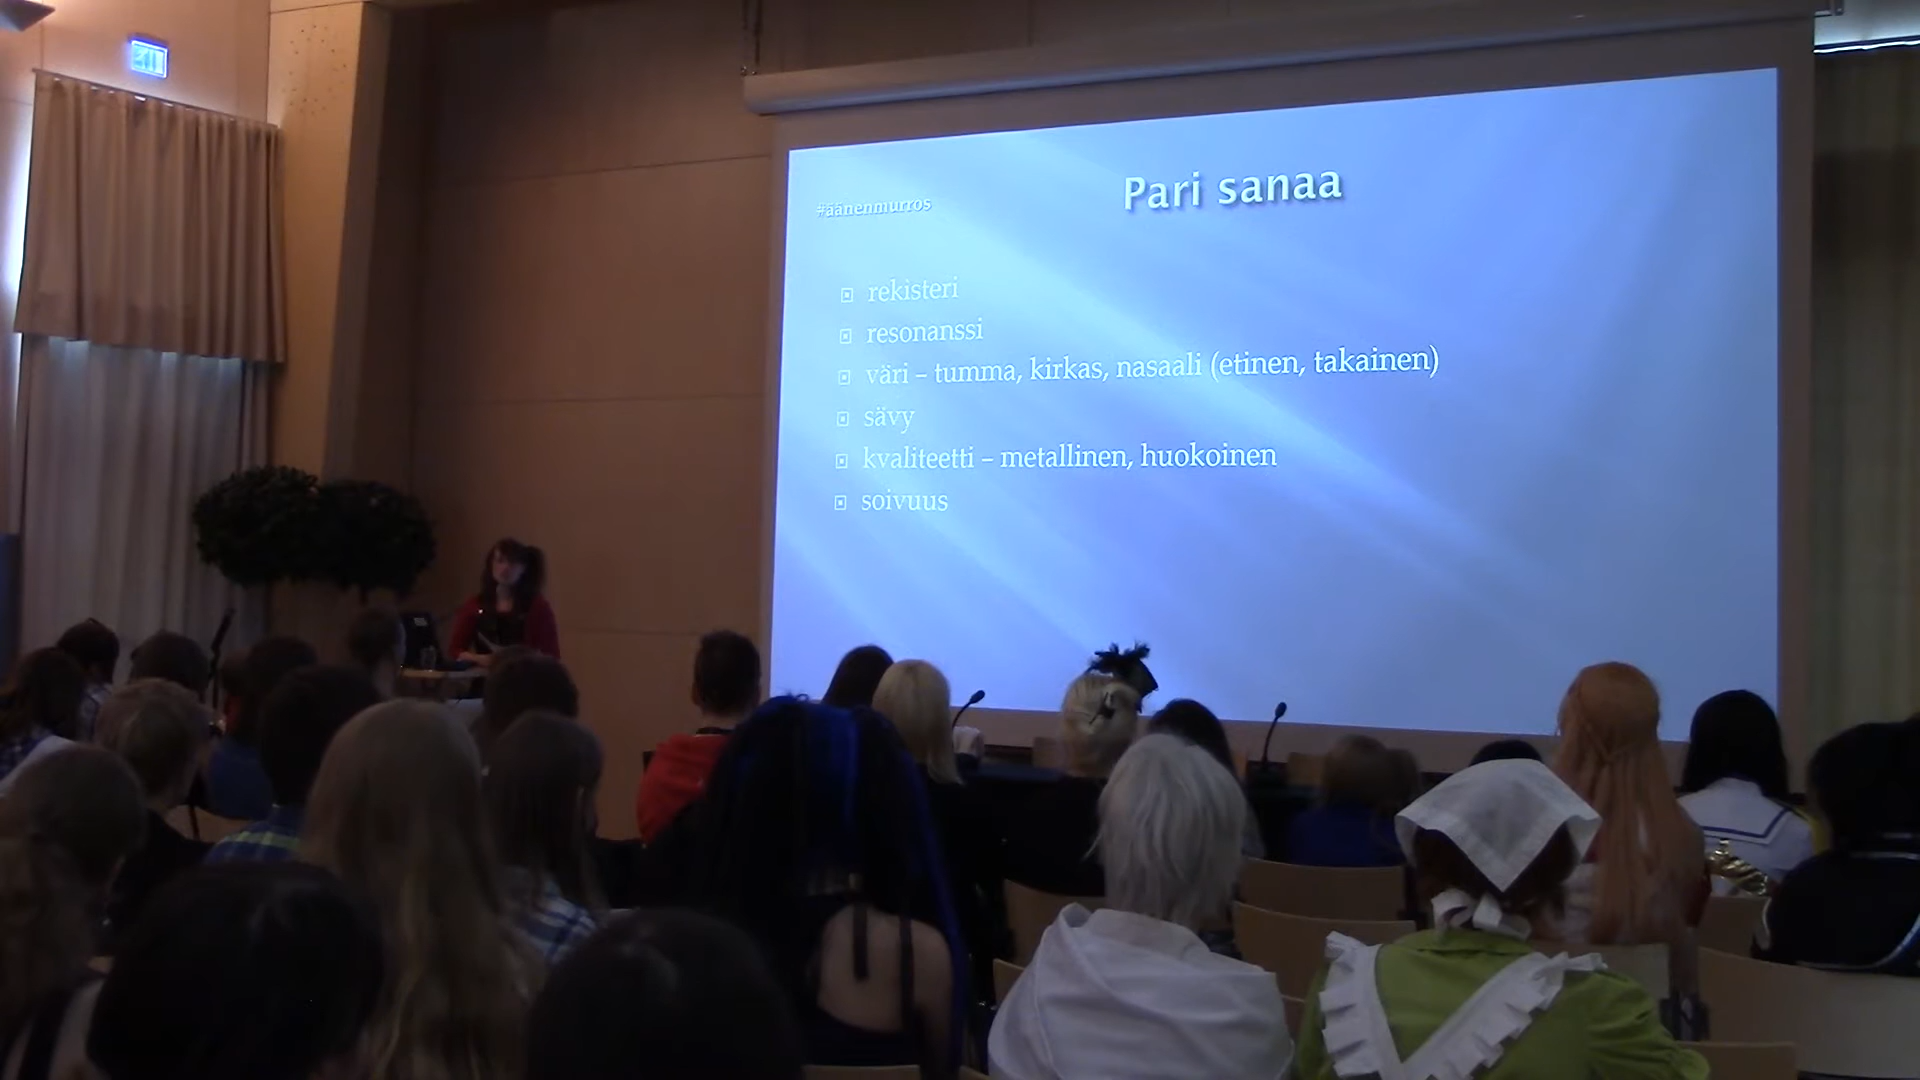 Pari sanaa
#äänenmurros
rekisteri
resonanssi
väri – tumma, kirkas, nasaali (etinen, takainen)
sävy
kvaliteetti – metallinen, huokoinen
soivuus